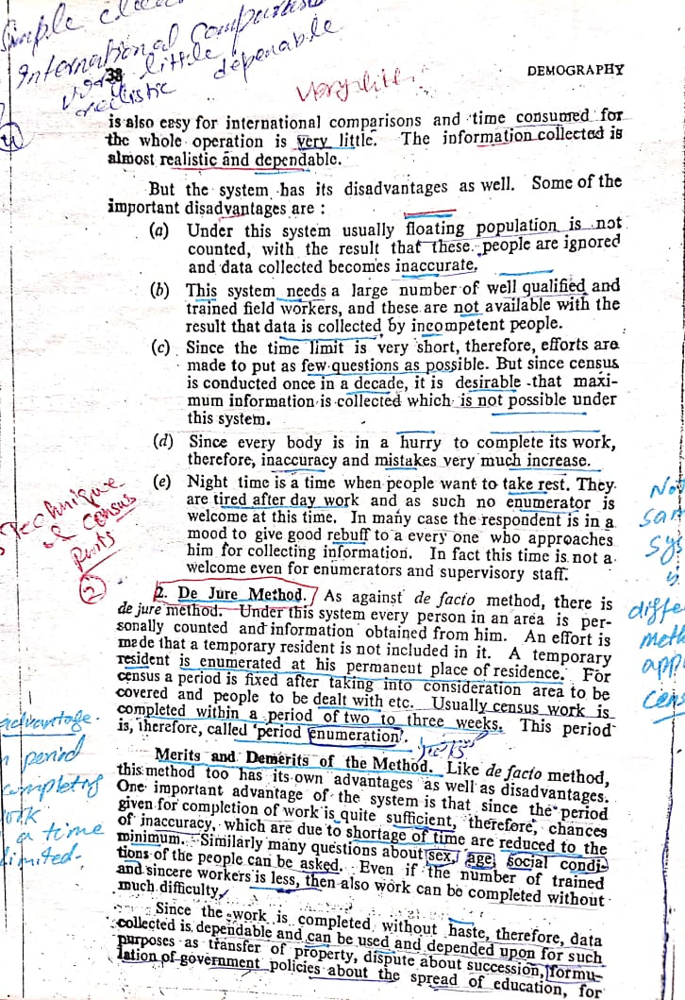 Simple
International Comparison
very little
realistic depenable
38
DEMOGRAPHY
is also easy for international comparisons and time consumed for
the whole operation is very little. The information collected is
almost realistic and dependable.
But the system has its disadvantages as well. Some of the
important disadvantages are :
(a) Under this system usually floating population is not
counted, with the result that these people are ignored
and data collected becomes inaccurate.
(b) This system needs a large number of well qualified and
trained field workers, and these are not available with the
result that data is collected by incompetent people.
(c) Since the time limit is very short, therefore, efforts are
made to put as few questions as possible. But since census
is conducted once in a decade, it is desirable that maxi-
mum information is collected which is not possible under
this system.
(d) Since every body is in a hurry to complete its work,
therefore, inaccuracy and mistakes very much increase.
(e) Night time is a time when people want to take rest. They
are tired after day work and as such no enumerator is
welcome at this time. In many case the respondent is in a
mood to give good rebuff to a every one who approaches
him for collecting information. In fact this time is not a
welcome even for enumerators and supervisory staff.
Technique
of census
2
2. De Jure Method. As against de facto method, there is
de jure method. Under this system every person in an area is per-
sonally counted and information obtained from him. An effort is
made that a temporary resident is not included in it. A temporary
resident is enumerated at his permanent place of residence. For
census a period is fixed after taking into consideration area to be
covered and people to be dealt with etc. Usually census work is
completed within a period of two to three weeks. This period
is, therefore, called 'period enumeration'.
Not
sam
sys
is
diffe
meth
app
cens
advantage.
period
completing
work
a time
limited.
Merits and Demerits of the Method. Like de facto method,
this method too has its own advantages as well as disadvantages.
One important advantage of the system is that since the period
given for completion of work is quite sufficient, therefore, chances
of inaccuracy, which are due to shortage of time are reduced to the
minimum. Similarly many questions about sex, age, social condi-
tions of the people can be asked. Even if the number of trained
and sincere workers is less, then also work can be completed without
much difficulty.
Since the work is completed without haste, therefore, data
collected is dependable and can be used and depended upon for such
purposes as transfer of property, dispute about succession, formu-
lation of government policies about the spread of education, for